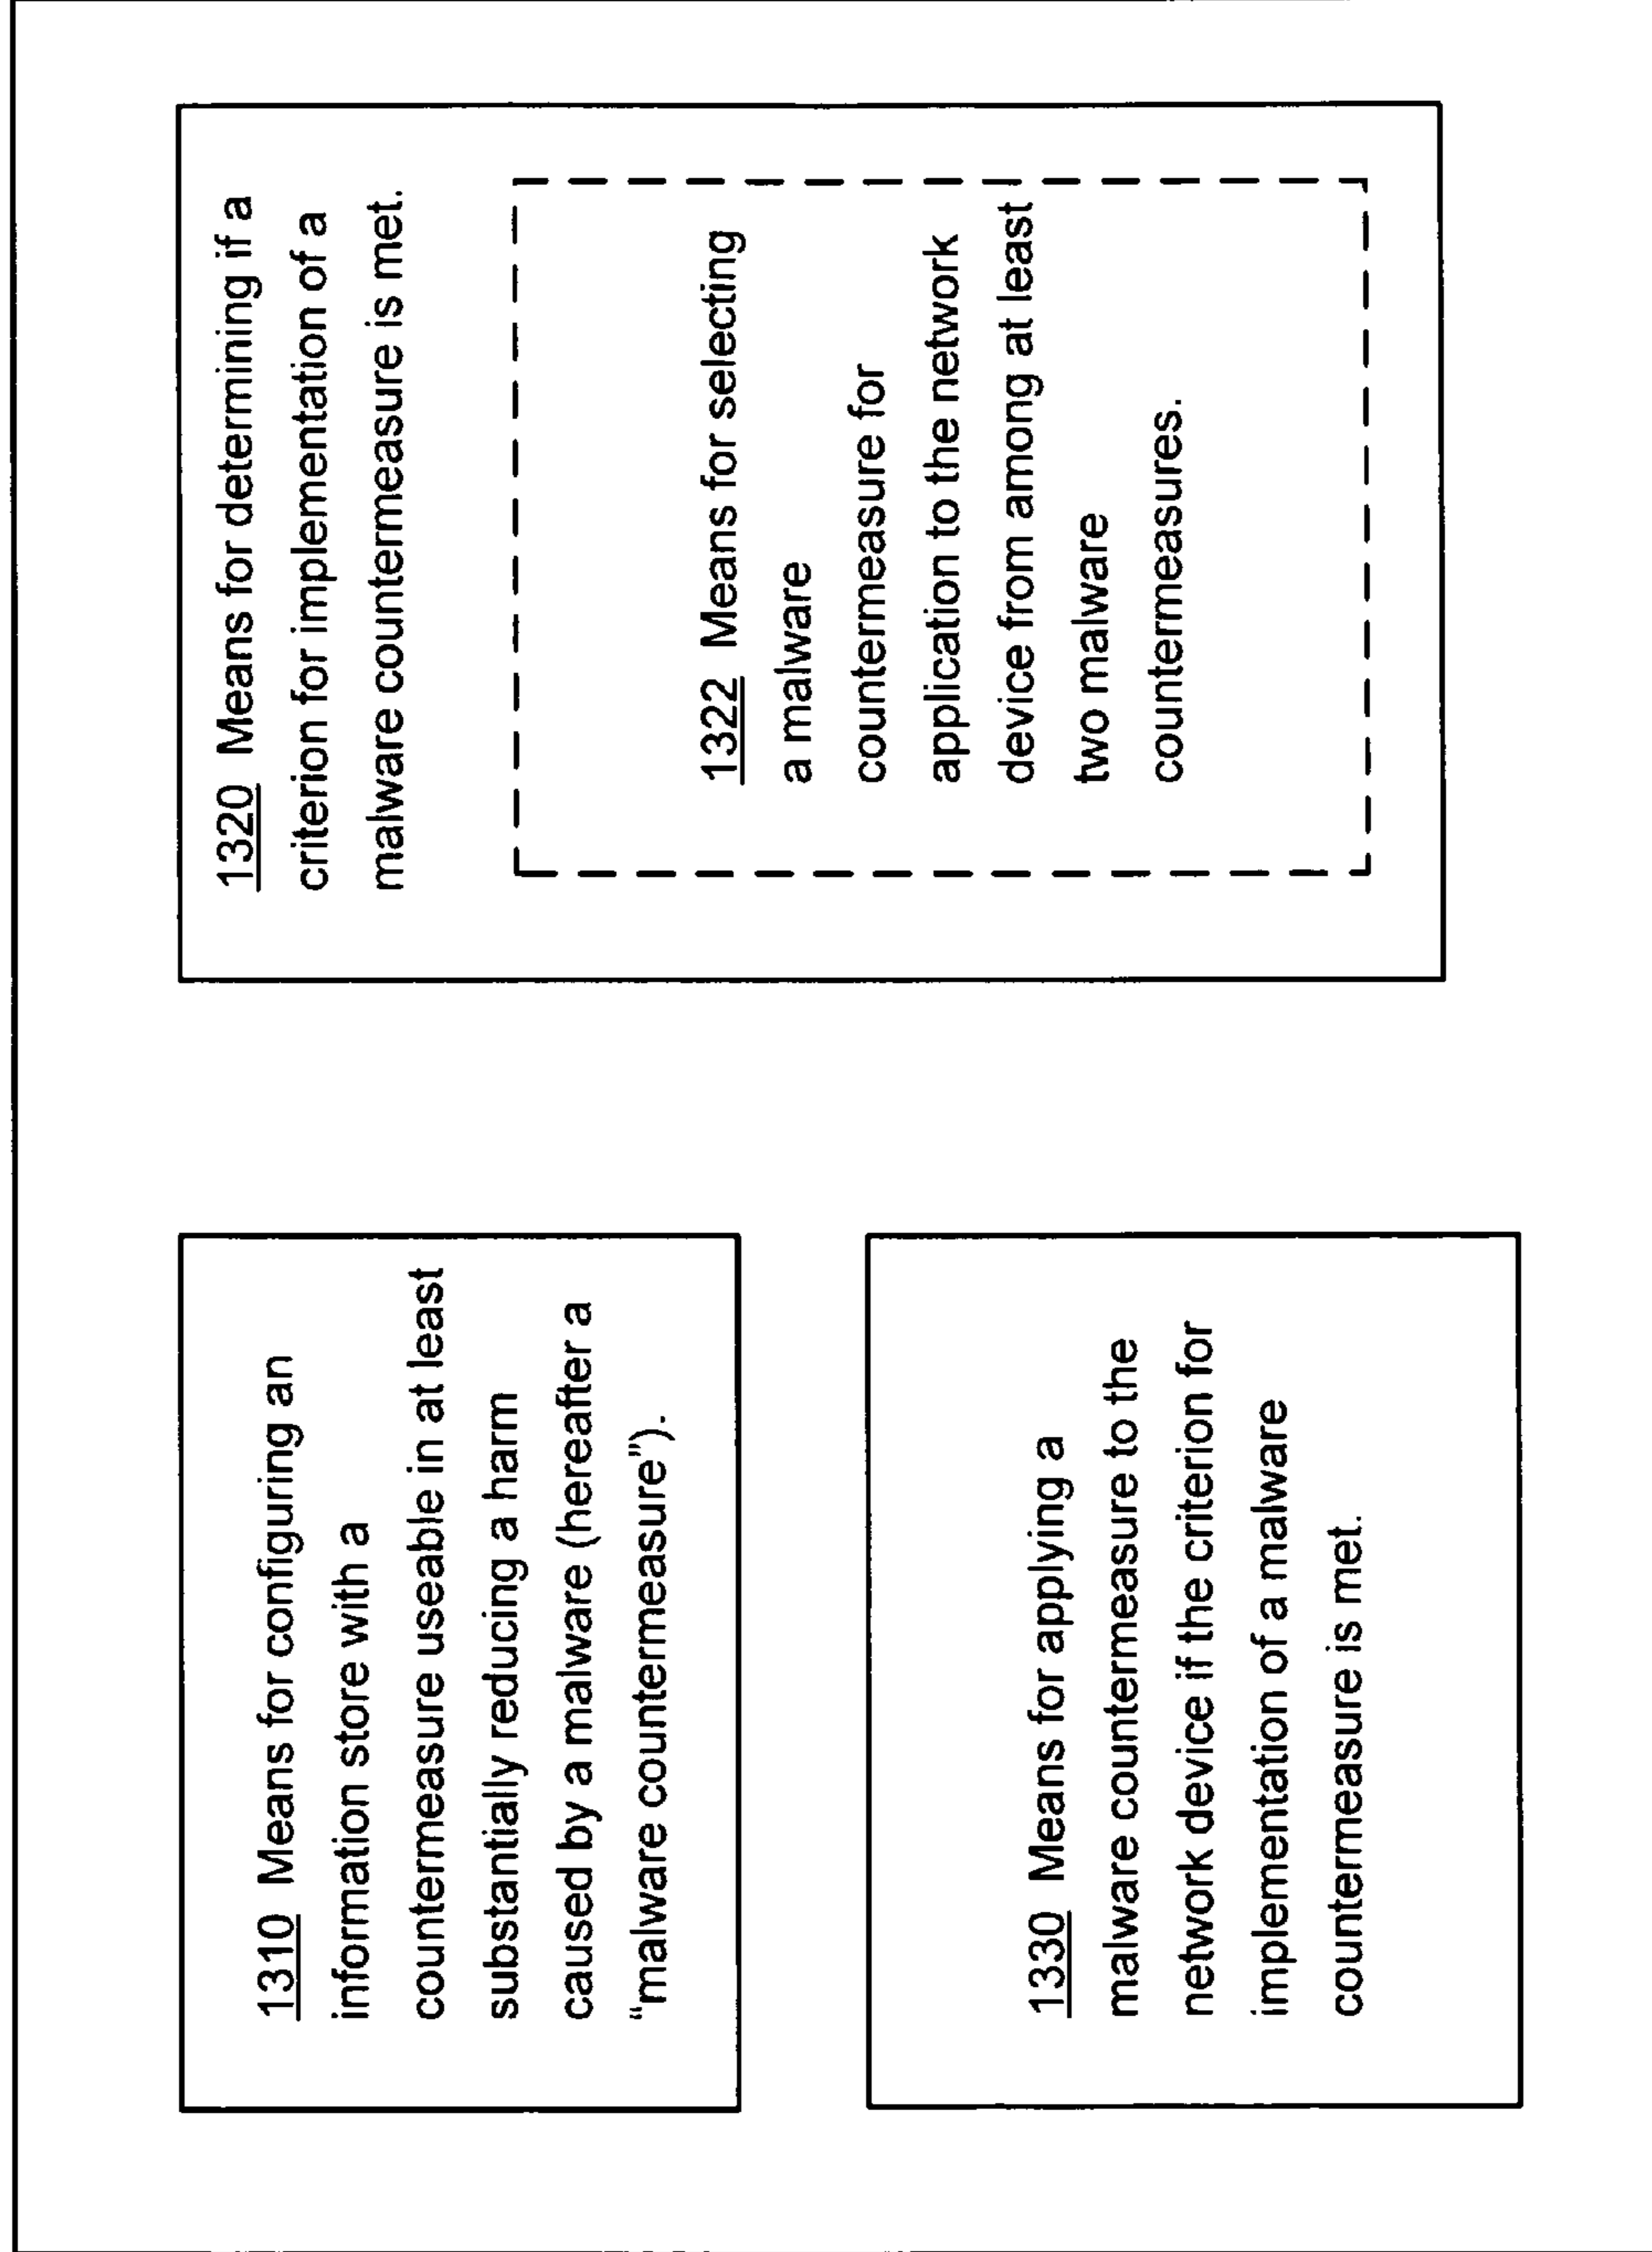 1310 Means for configuring an
information store with a
countermeasure useable in at least
substantially reducing a harm
caused by a malware (hereafter a
“malware countermeasure”).
1320 Means for determining if a
criterion for implementation of a
malware countermeasure is met.
1322 Means for selecting
a malware
countermeasure for
application to the network
device from among at least
two malware
countermeasures.
1330 Means for applying a
malware countermeasure to the
network device if the criterion for
implementation of a malware
countermeasure is met.